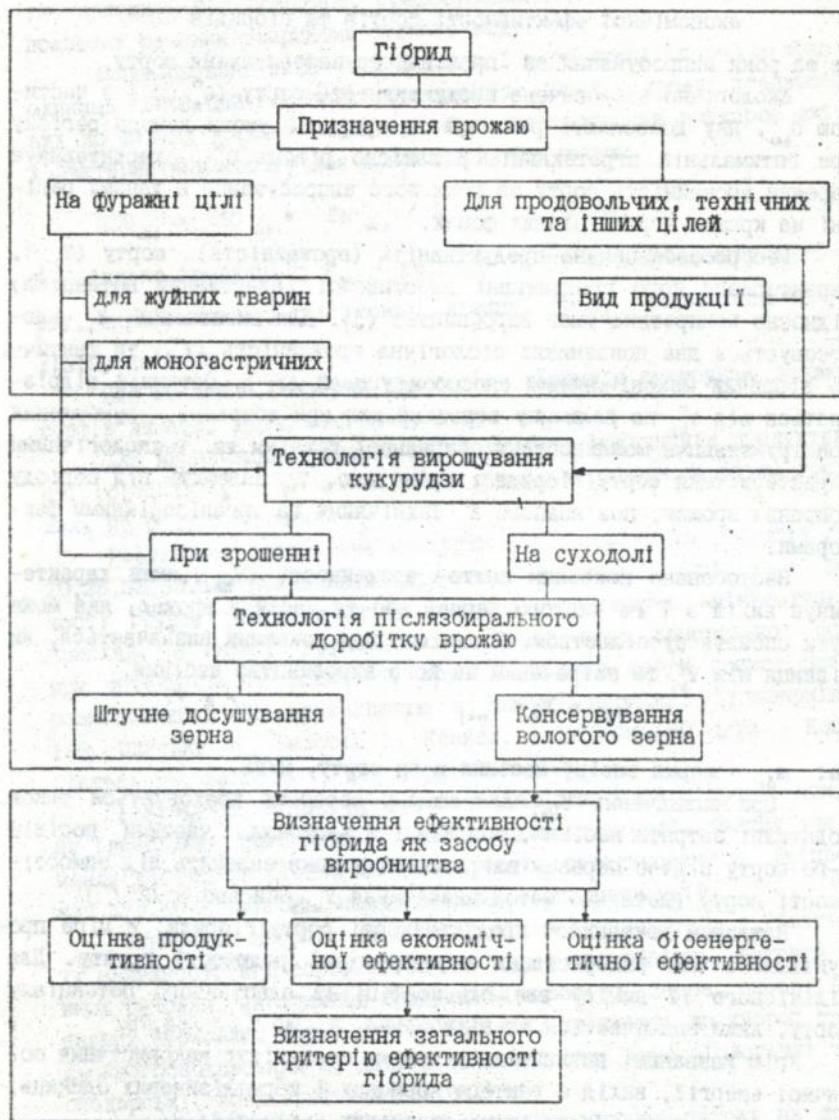 Гібрид
Призначення врожаю
На фуражні цілі
Для продовольчих, технічних
та інших цілей
для жуйних тварин
Вид продукції
для моногастричних
Технологія вирощування
кукурудзи
При зрошенні
На суходолі
Технологія післязбирального
доробітку врожаю
Штучне досушування
зерна
Консервування
вологого зерна
Визначення ефективності
гібрида як засобу
виробництва
Оцінка продук-
тивності
Оцінка економіч-
ної ефективності
Оцінка біоенерге-
тичної ефективності
Визначення загального
критерію ефективності
гібрида